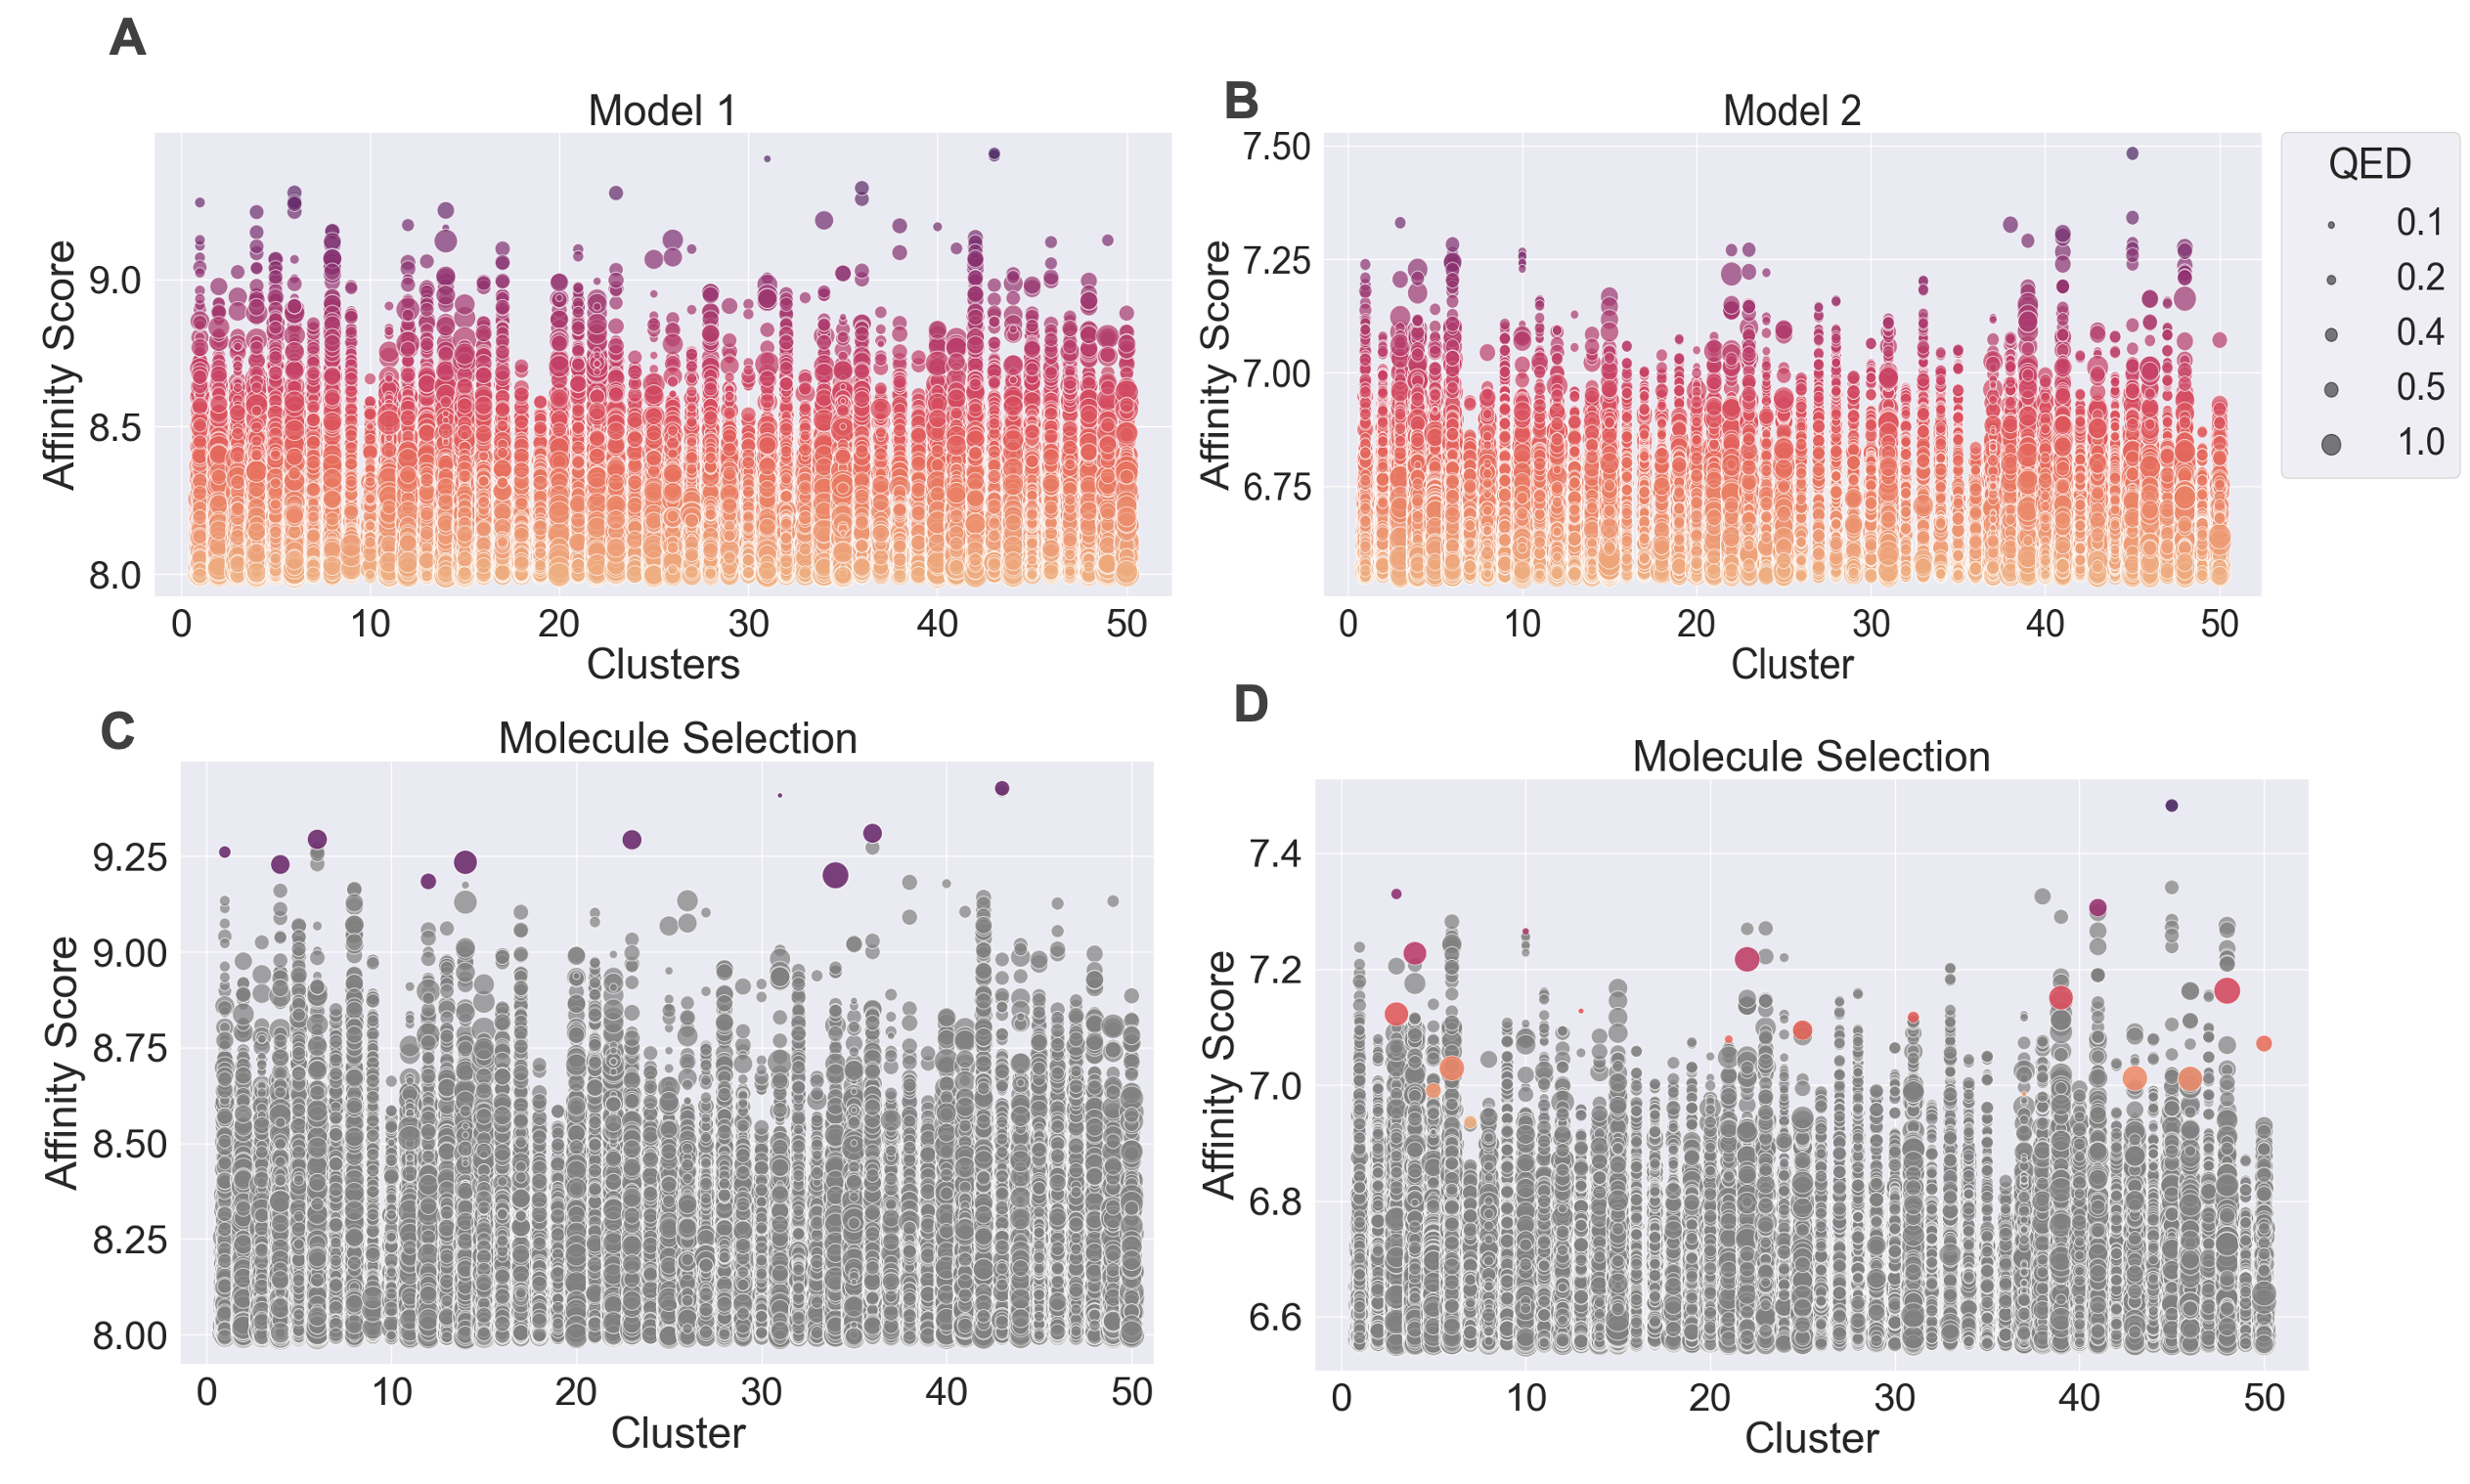 A
Model 1
Affinity Score
9.0
8.5
8.0
0 10 20 30 40 50
Clusters
B
Model 2
Affinity Score
7.50
7.25
7.00
6.75
0 10 20 30 40 50
Cluster
QED
0.1
0.2
0.4
0.5
1.0
C
Molecule Selection
Affinity Score
9.25
9.00
8.75
8.50
8.25
8.00
0 10 20 30 40 50
Cluster
D
Molecule Selection
Affinity Score
7.4
7.2
7.0
6.8
6.6
0 10 20 30 40 50
Cluster